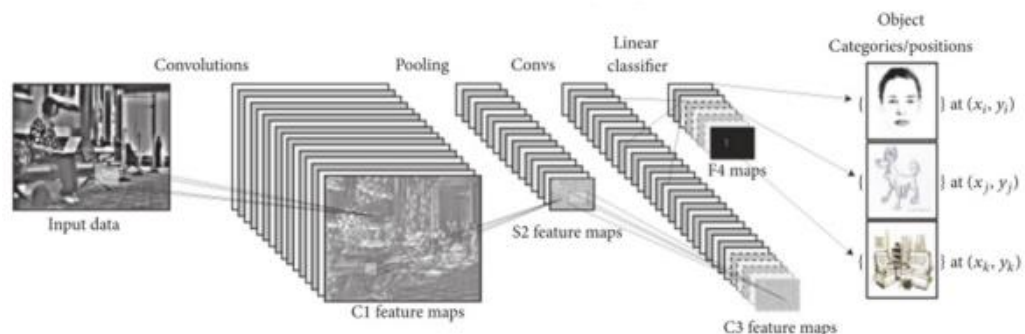 Object
Categories/positions
Linear
classifier
Convolutions
Pooling
Convs
{ } at (xᵢ, yᵢ)
F4 maps
{ } at (xⱼ, yⱼ)
Input data
S2 feature maps
{ } at (xₖ, yₖ)
C1 feature maps
C3 feature maps